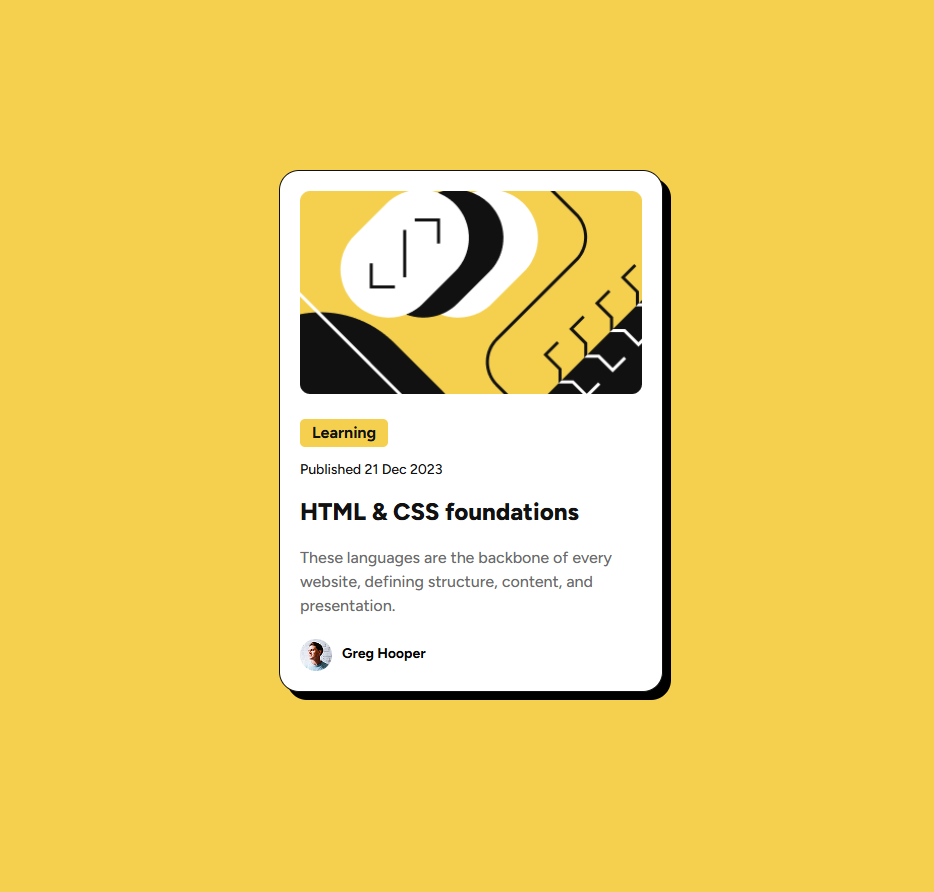 Learning
Published 21 Dec 2023
HTML & CSS foundations
These languages are the backbone of every
website, defining structure, content, and
presentation.
Greg Hooper